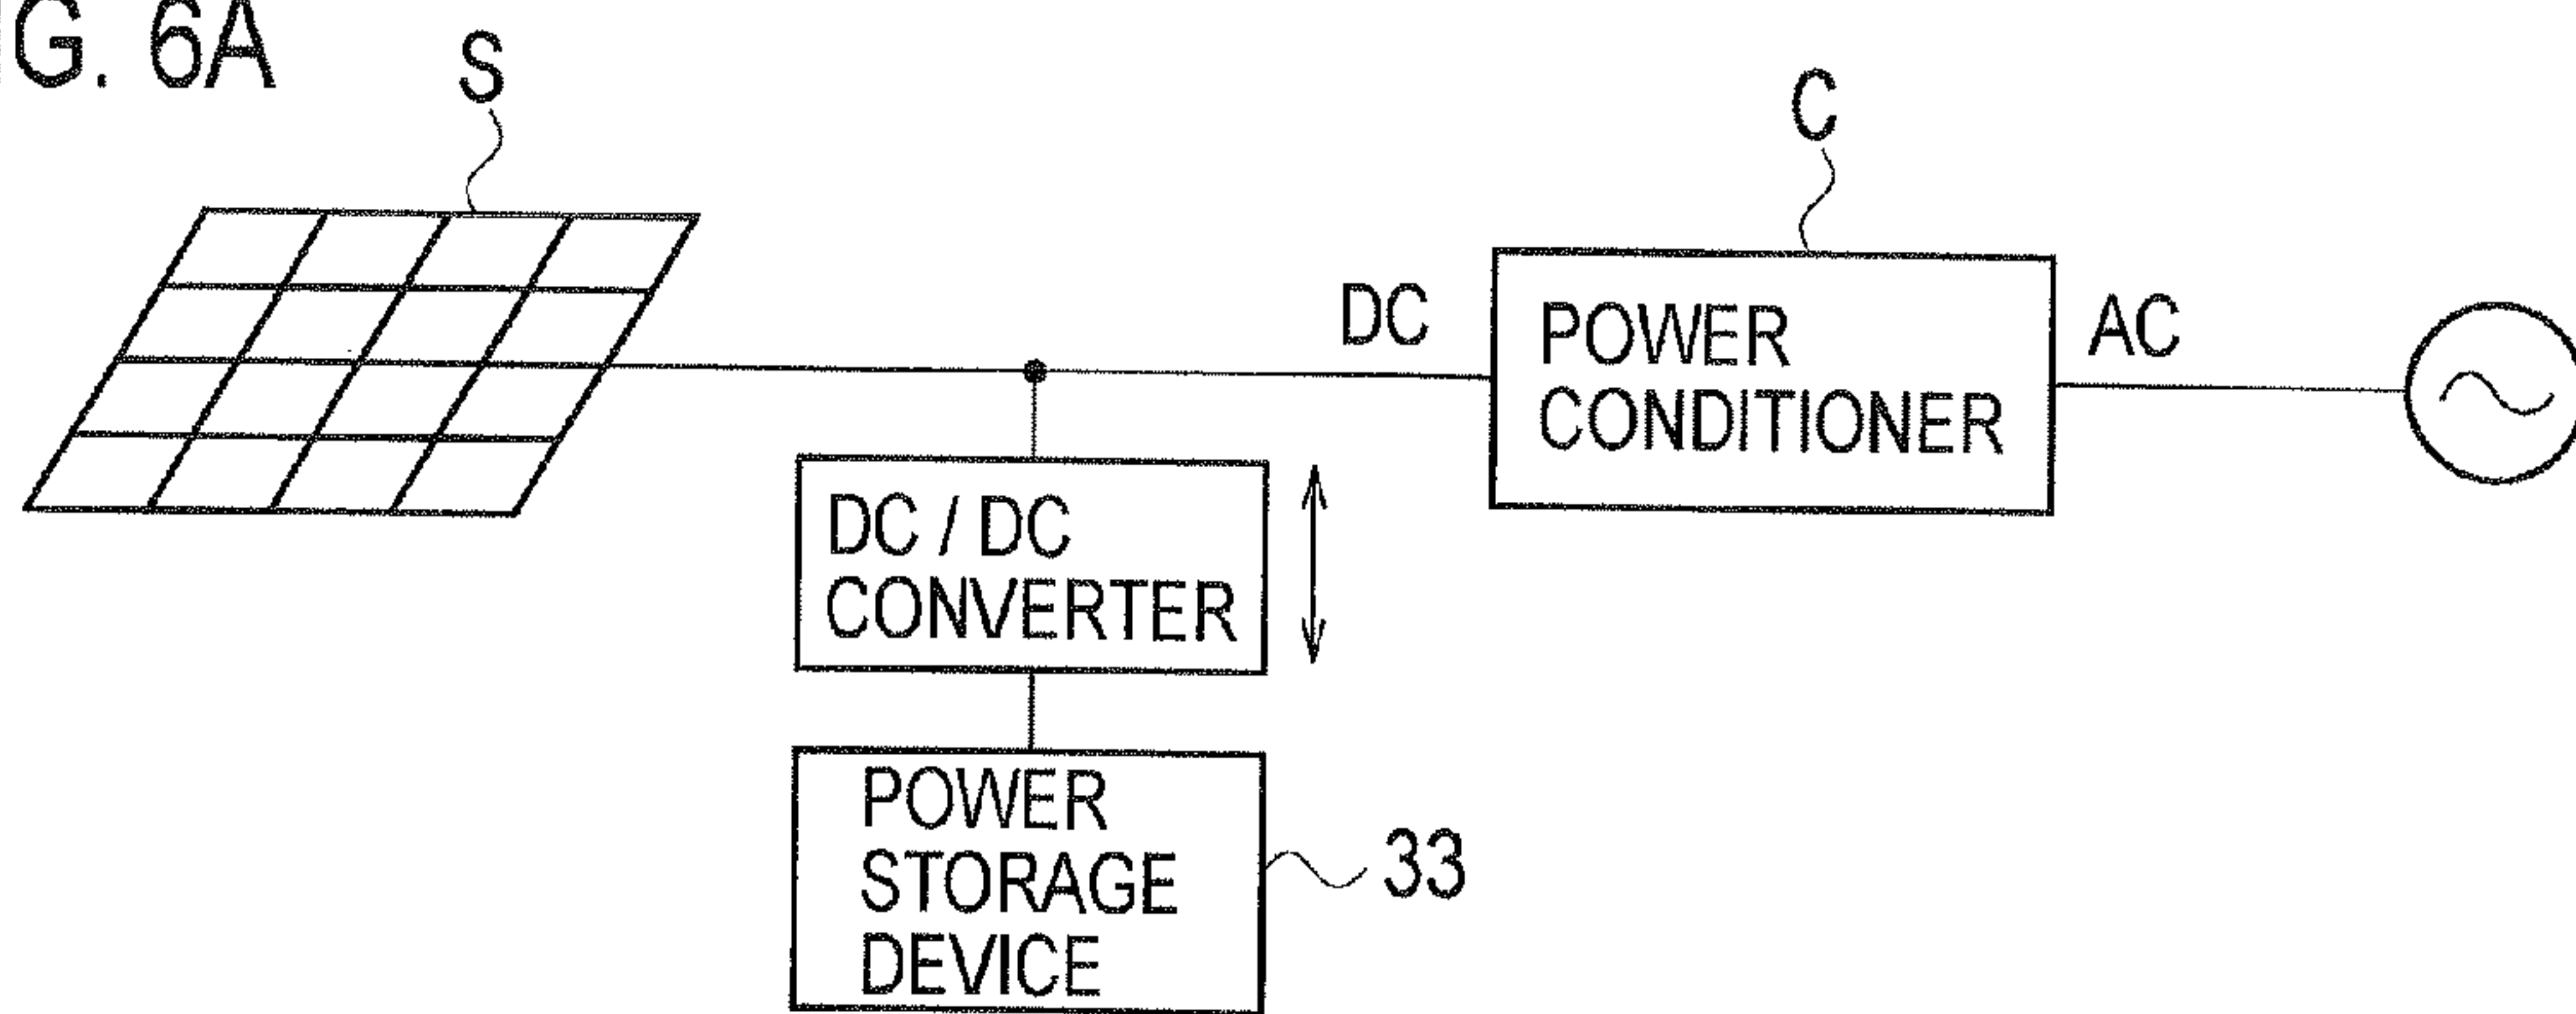 G. 6A
S
C
DC
POWER
CONDITIONER
AC
DC / DC
CONVERTER
POWER
STORAGE
DEVICE
33